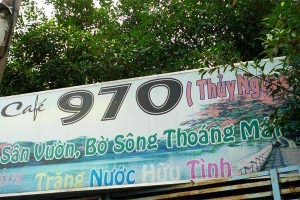 Café 970 (Thủy Ng
Sân Vườn, Bờ Sông Thoáng Mát
Trăng Nước Hữu Tình